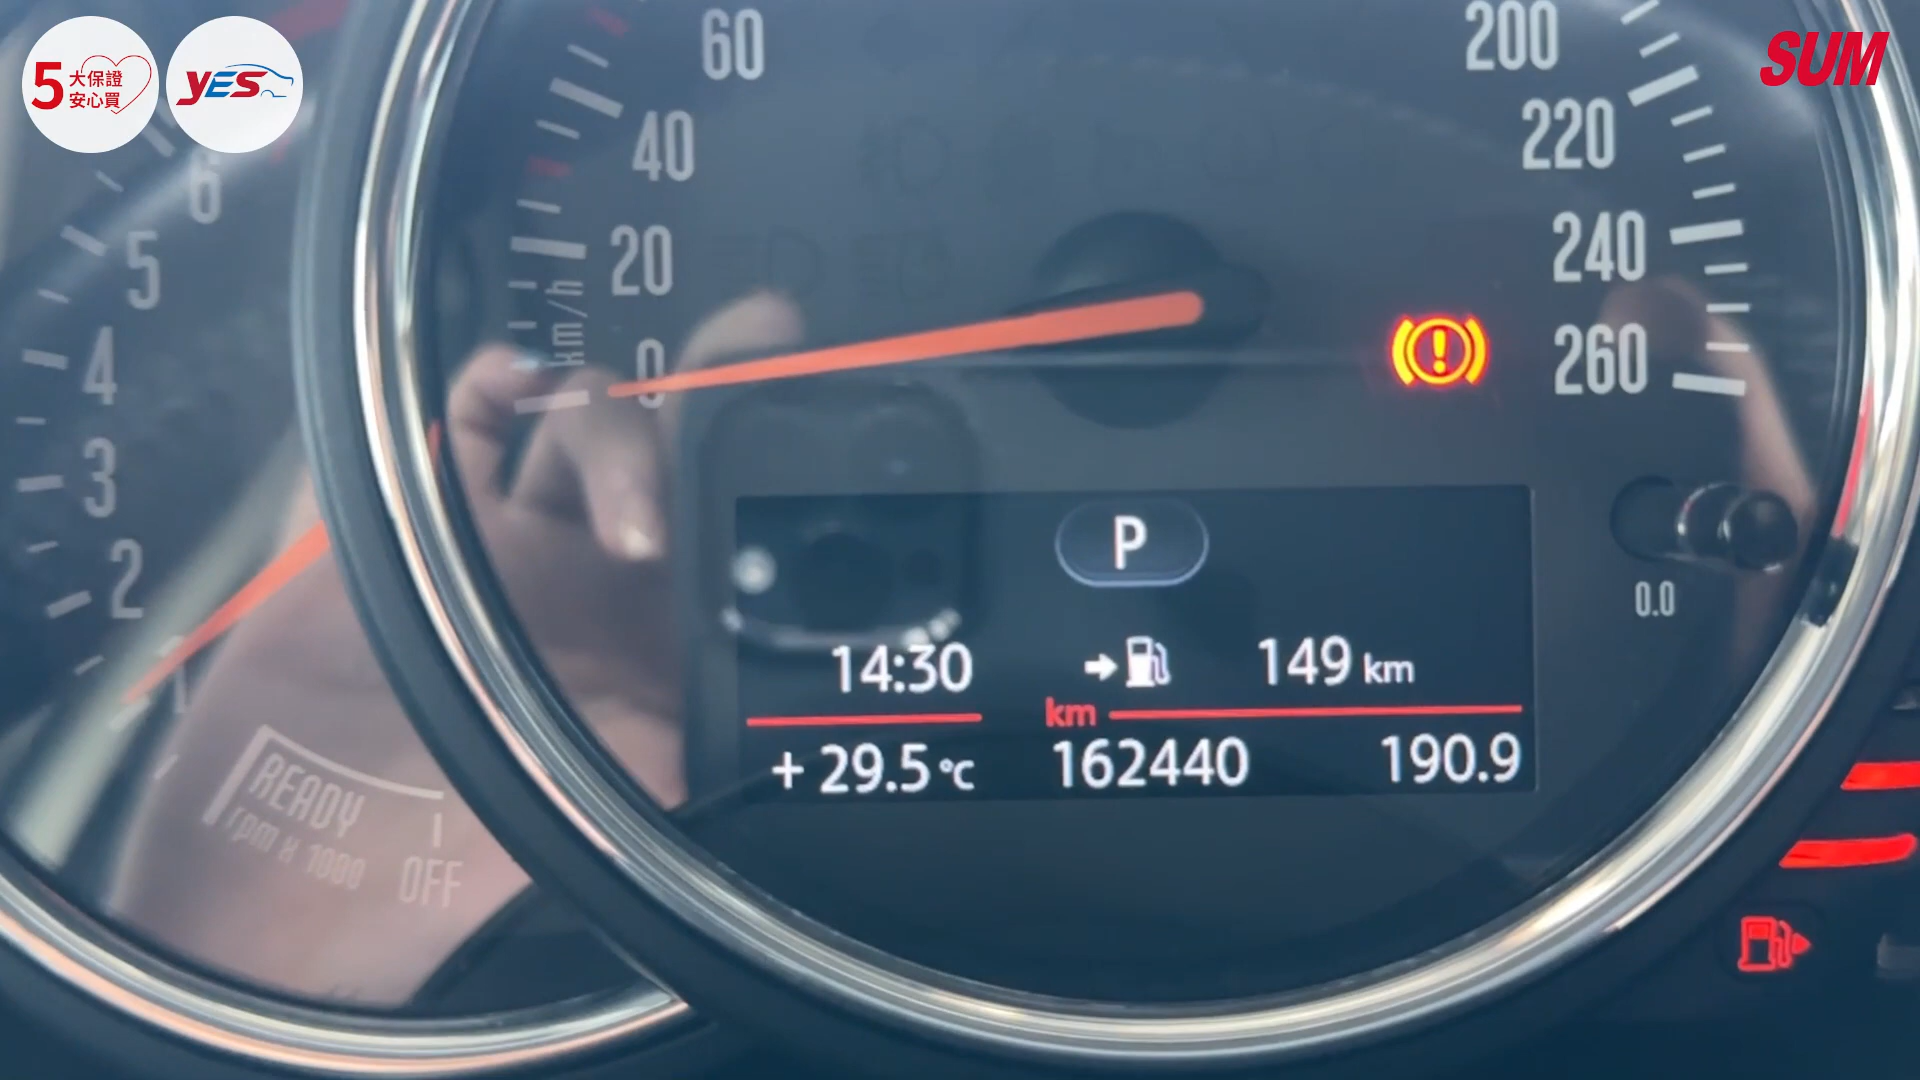 5 大保證
安心買
YES
SUM
60
40
20
0
km/h
200
220
240
260
0.0
6
5
4
3
2
1
READY
rpm x 1000
OFF
P
14:30
149 km
km
+ 29.5 °C
162440
190.9